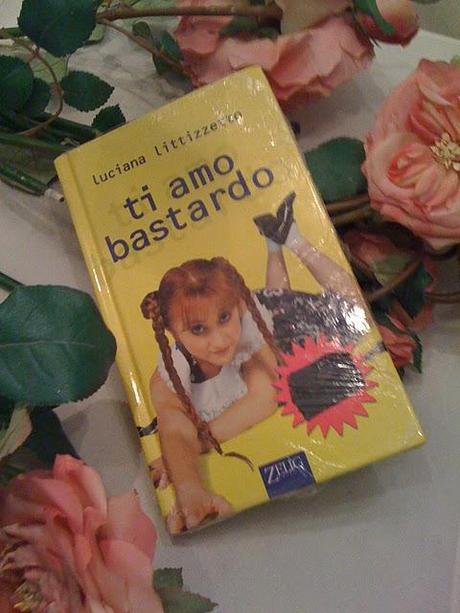 luciana littizzetto
ti amo
bastardo
ZELIG